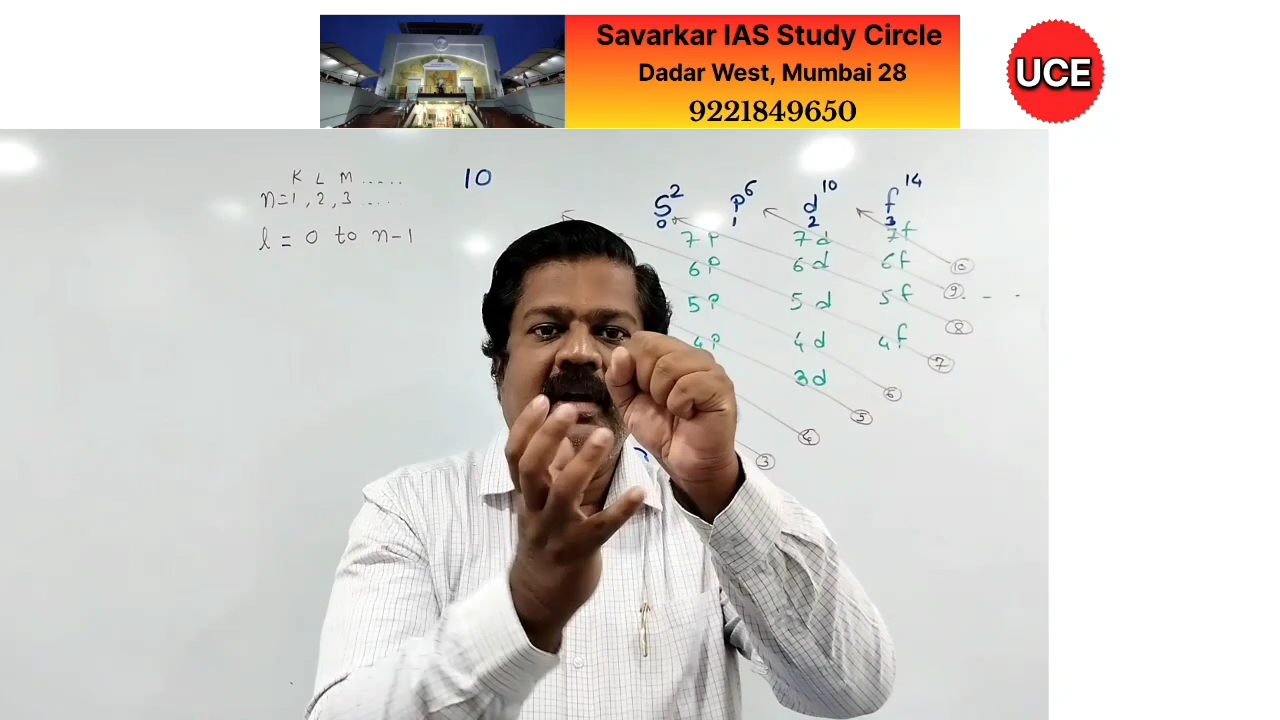 Savarkar IAS Study Circle
Dadar West, Mumbai 28
9221849650
UCE
K L M .....
n=1, 2, 3 .....
l = 0 to n-1
10
S² p⁶ d¹⁰ f¹⁴
0 1 2 3
7p 7d 7f
6p 6d 6f
5p 5d 5f - - -
4p 4d 4f
3d
10
9
8
7
6
5
4
3